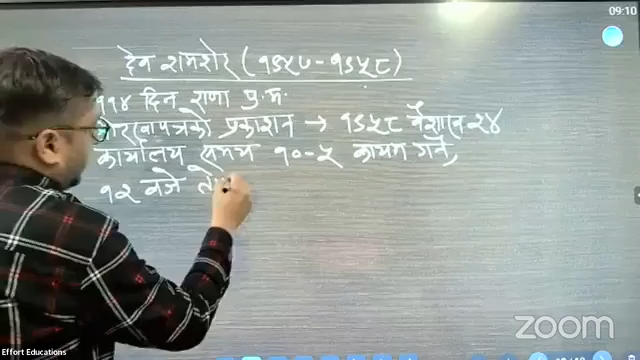 09:10
देव शमशेर (१९५७-१९५८)
११४ दिन राणा प्र.म.
गोरखापत्रको प्रकाशन → १९५८ वैशाख २४
कार्यालय समय १०-५ कायम गर्ने,
१२ बजे
zoom
Effort Educations